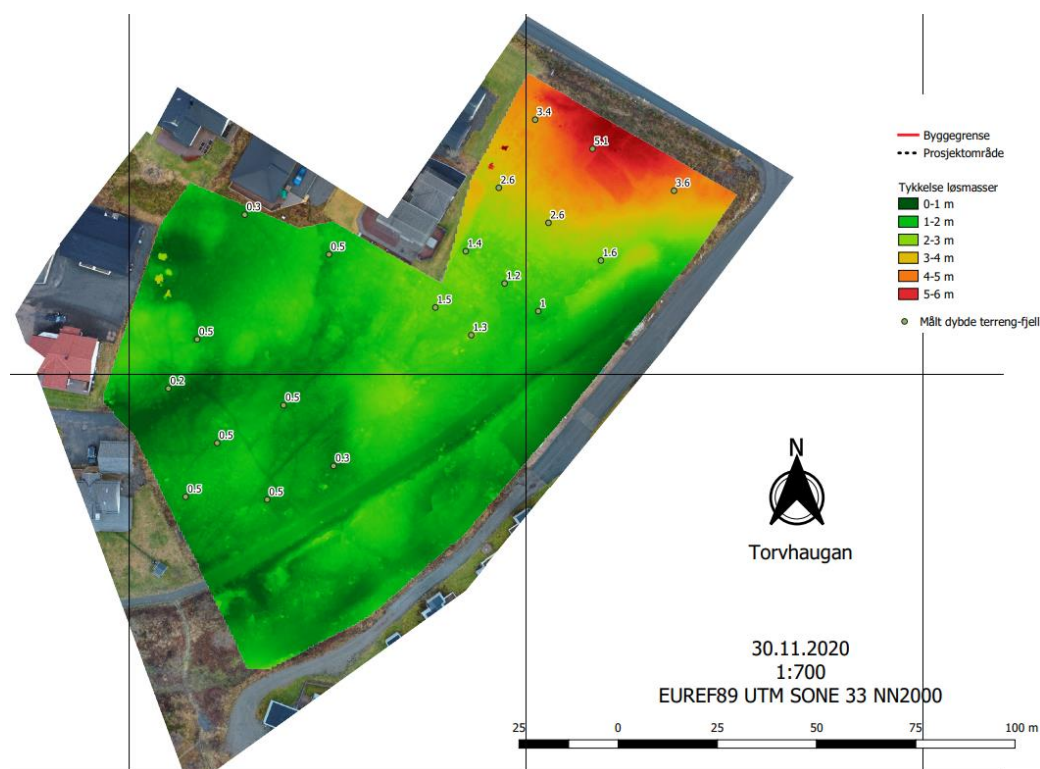 3.4
5.1
2.6
3.6
0.3
2.6
0.5
1.4
1.6
1.2
1.5
1
1.3
0.5
0.2
0.5
0.5
0.3
0.5
0.5
Byggegrense
Prosjektområde
Tykkelse løsmasser
0-1 m
1-2 m
2-3 m
3-4 m
4-5 m
5-6 m
Målt dybde terreng-fjell
N
Torvhaugan
30.11.2020
1:700
EUREF89 UTM SONE 33 NN2000
25 0 25 50 75 100 m